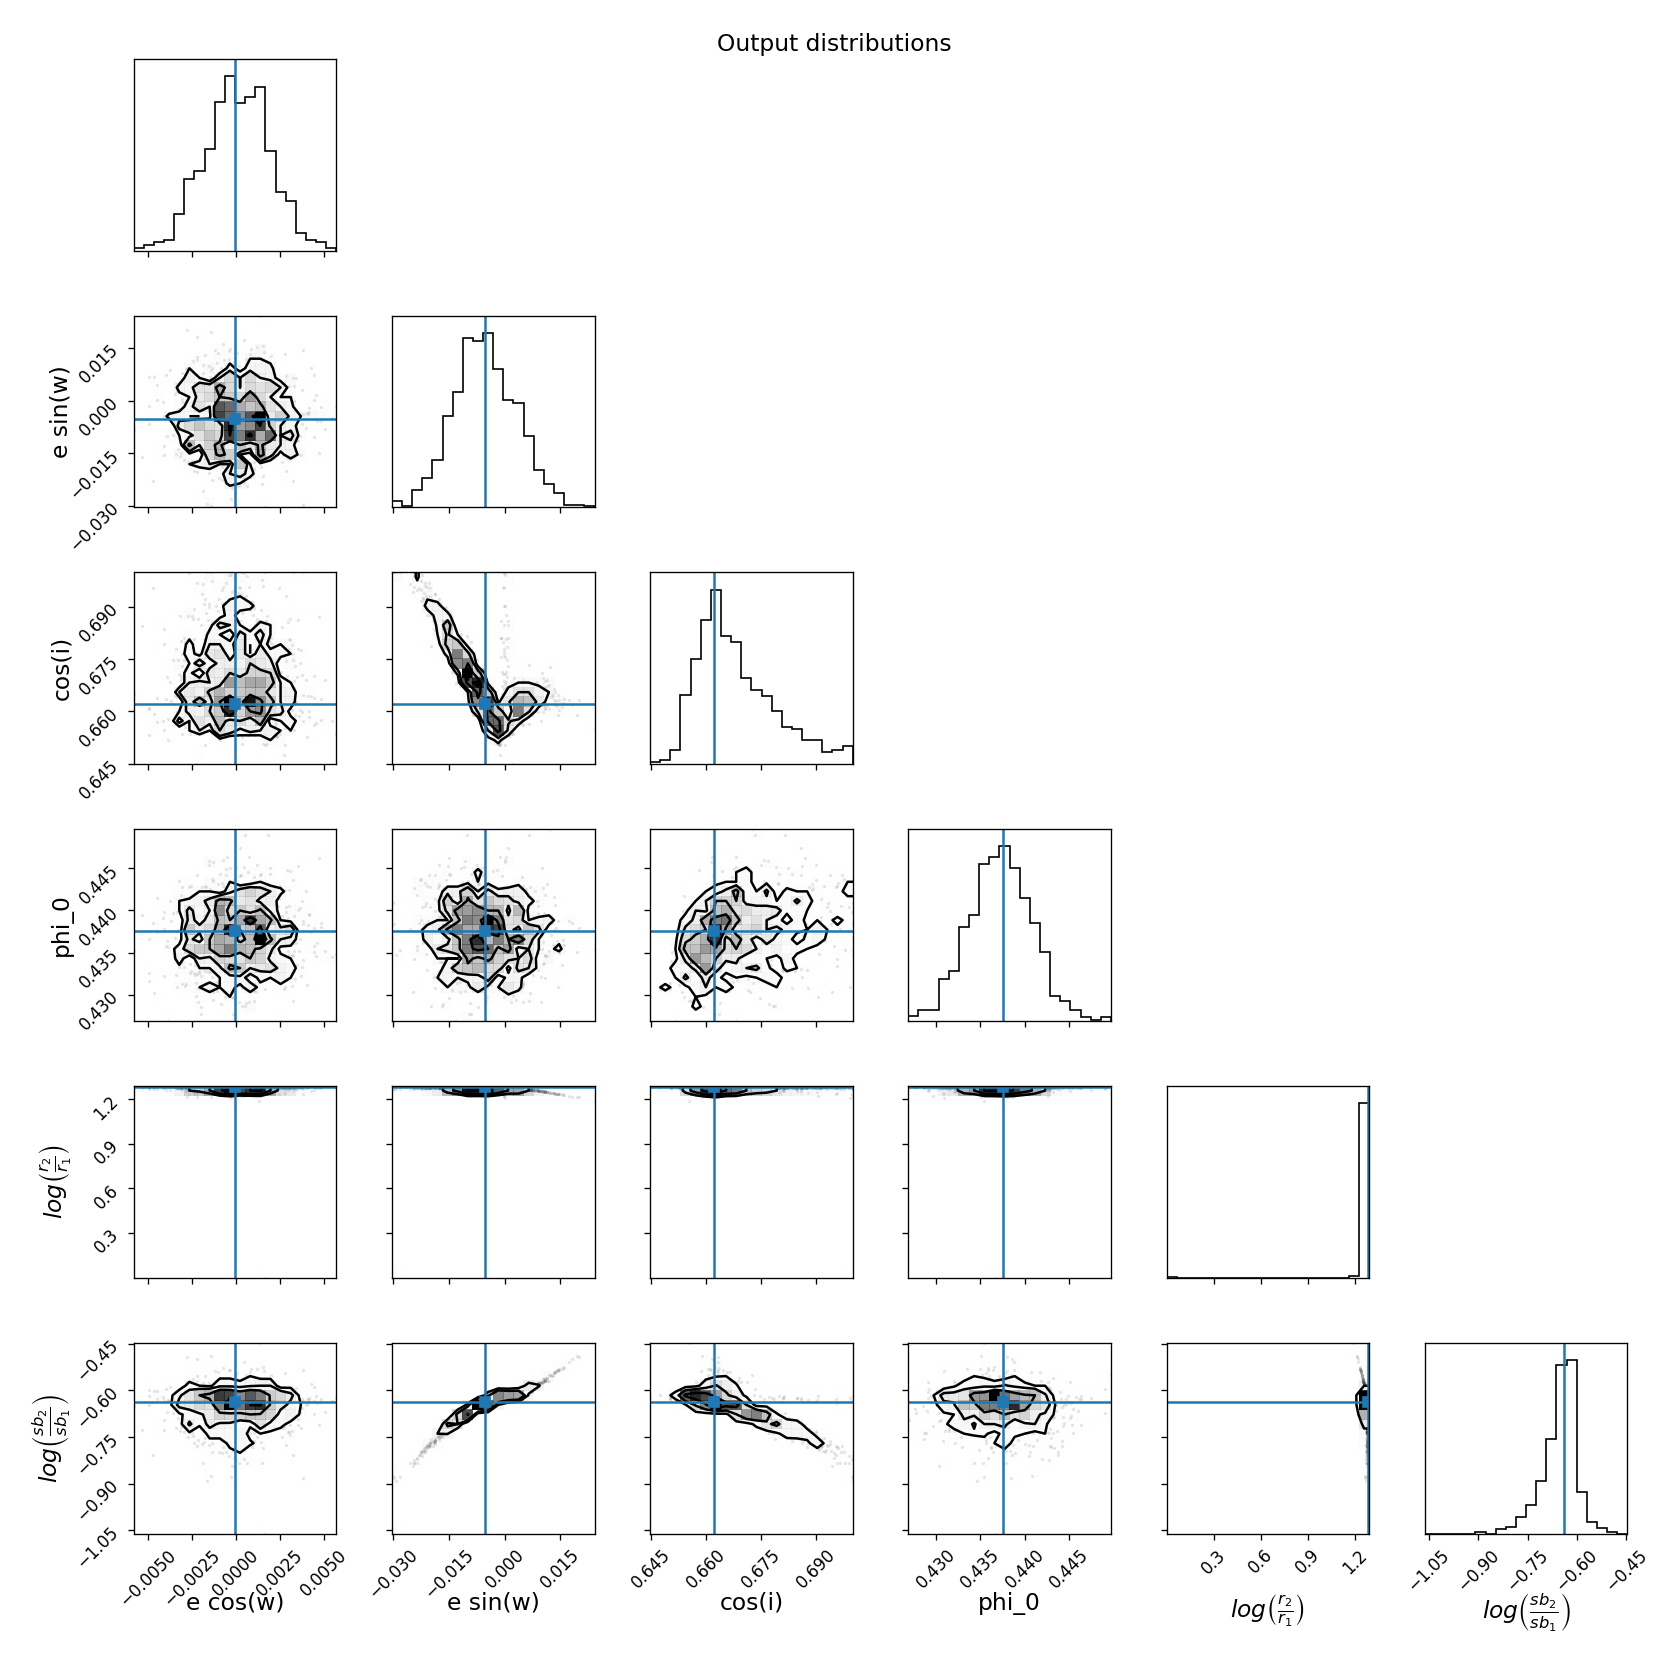 Output distributions
e sin(w)
0.015
0.000
−0.015
−0.030
cos(i)
0.690
0.675
0.660
0.645
phi_0
0.445
0.440
0.435
0.430
log(r₂/r₁)
1.2
0.9
0.6
0.3
log(sb₂/sb₁)
−0.45
−0.60
−0.75
−0.90
−1.05
−0.0050 −0.0025 −0.0000 −0.0025 0.0050
−0.030 −0.015 0.000 0.015
0.645 0.660 0.675 0.690
0.430 0.435 0.440 0.445
0.3 0.6 0.9 1.2
−1.05 −0.90 −0.75 −0.60 −0.45
e cos(w) e sin(w) cos(i) phi_0 log(r₂/r₁) log(sb₂/sb₁)